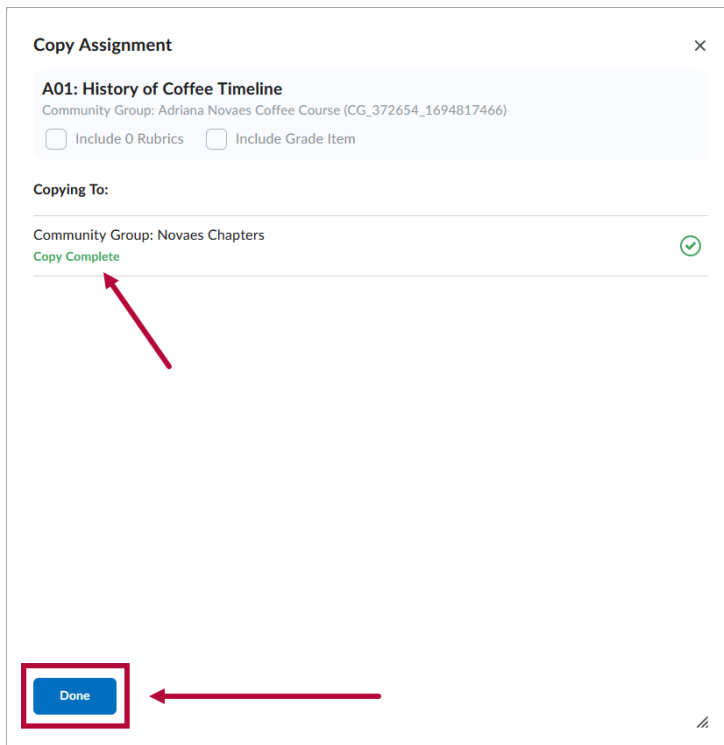 Copy Assignment
A01: History of Coffee Timeline
Community Group: Adriana Novaes Coffee Course (CG_372654_1694817466)
Include 0 Rubrics Include Grade Item
Copying To:
Community Group: Novaes Chapters
Copy Complete
Done